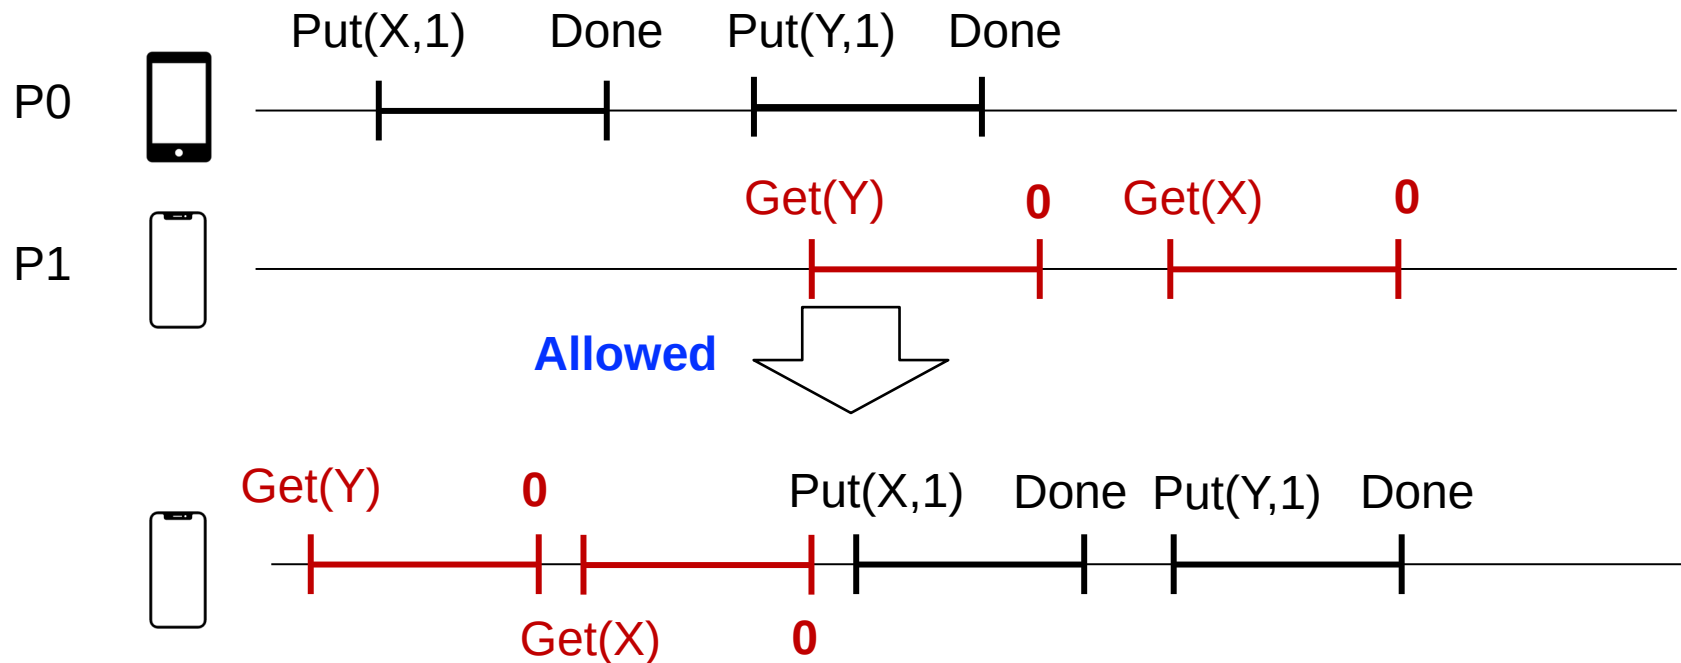 Put(X,1) Done Put(Y,1) Done
P0
Get(Y) 0 Get(X) 0
P1
Allowed
Get(Y) 0 Put(X,1) Done Put(Y,1) Done
Get(X) 0